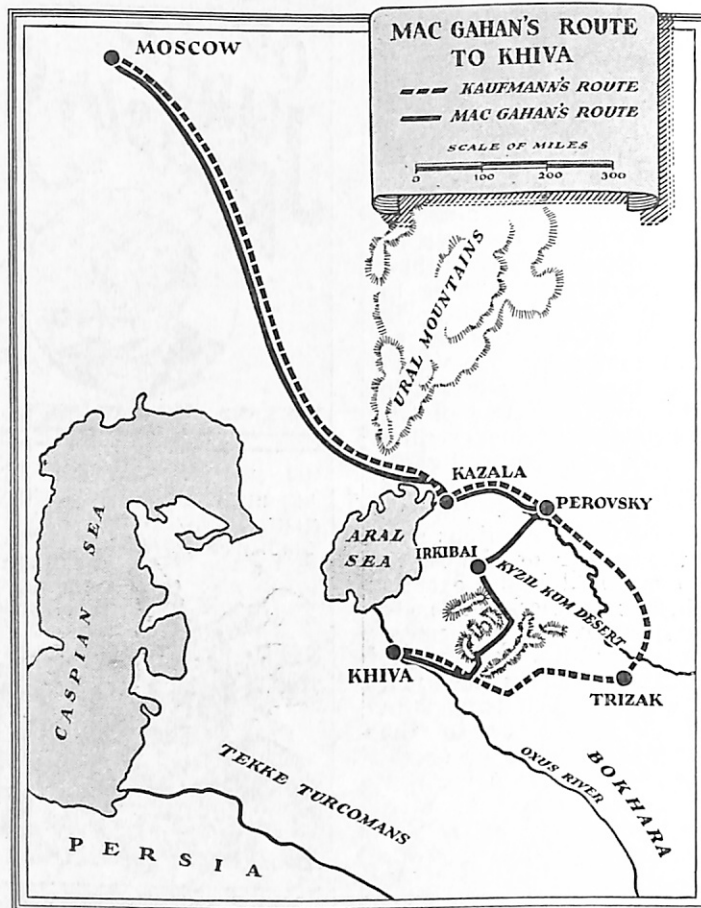 MAC GAHAN'S ROUTE
TO KHIVA
KAUFMANN'S ROUTE
MAC GAHAN'S ROUTE
SCALE OF MILES
0 100 200 300
MOSCOW
URAL MOUNTAINS
KAZALA
PEROVSKY
ARAL
SEA
IRKIBAI
KYZIL KUM DESERT
CASPIAN SEA
KHIVA
TRIZAK
OXUS RIVER
BOKHARA
TEKKE TURCOMANS
PERSIA